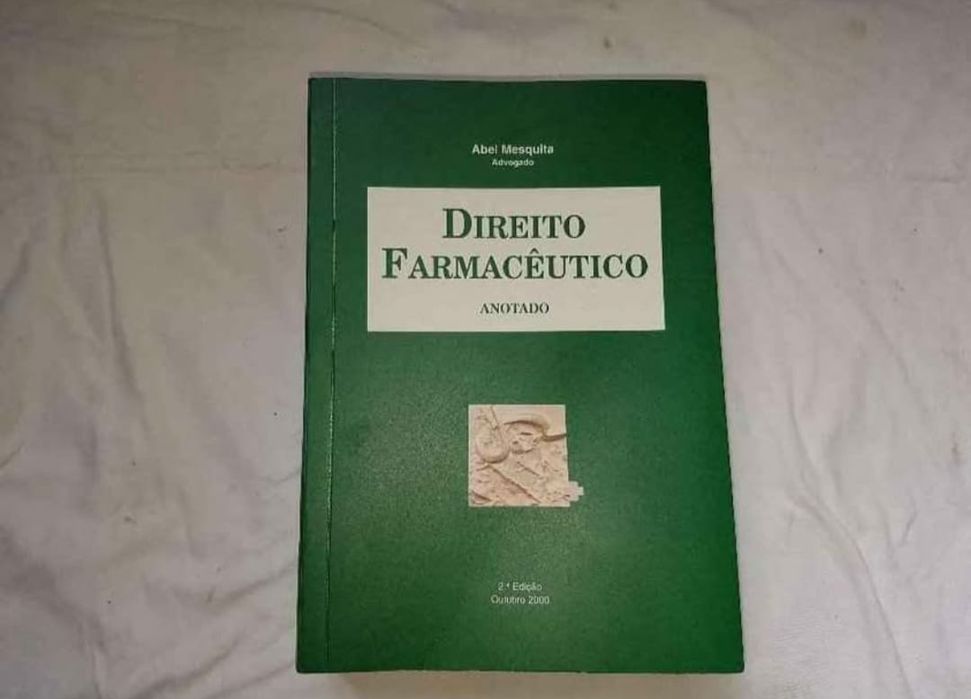 Abel Mesquita
Advogado
DIREITO
FARMACÊUTICO
ANOTADO
2.ª Edição
Outubro 2000